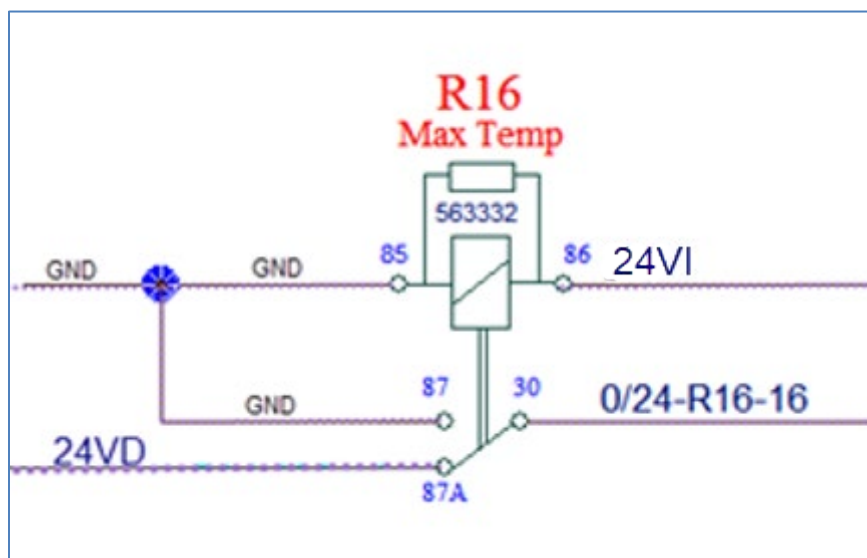 R16
Max Temp
563332
85
86
24VI
GND
GND
87
30
0/24-R16-16
GND
24VD
87A